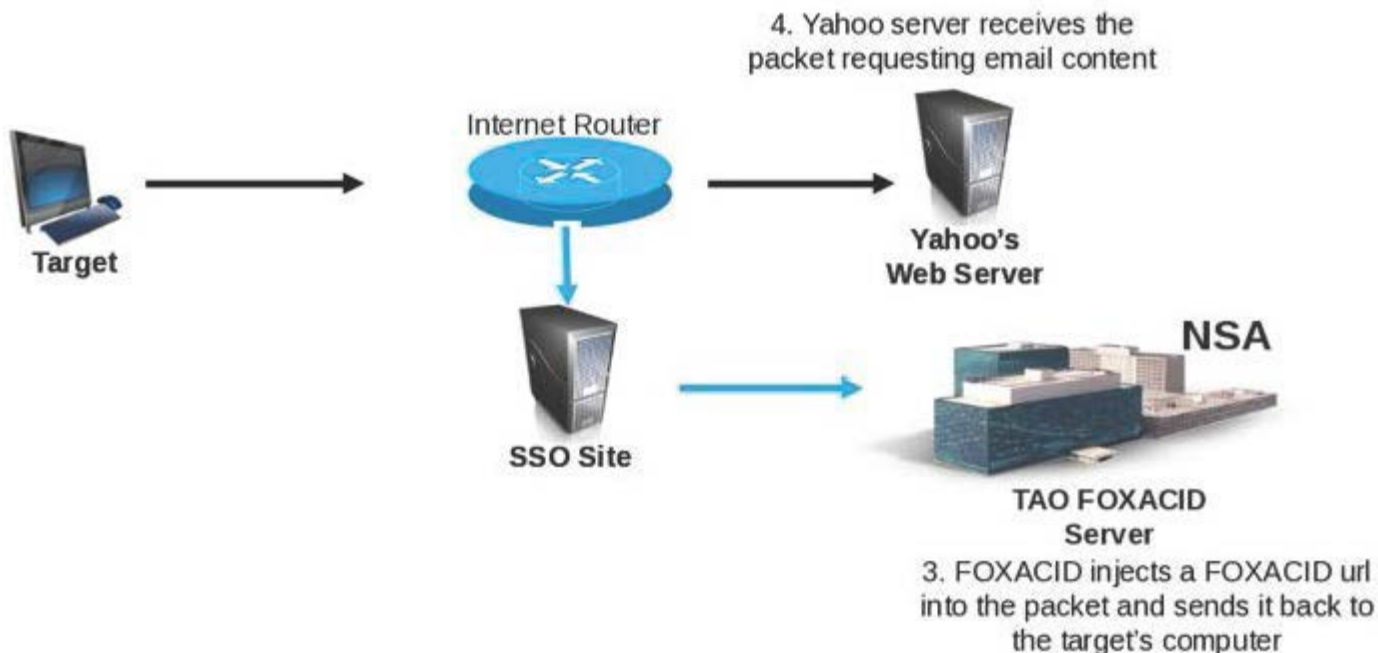 4. Yahoo server receives the
packet requesting email content
Internet Router
Target
Yahoo's
Web Server
NSA
SSO Site
TAO FOXACID
Server
3. FOXACID injects a FOXACID url
into the packet and sends it back to
the target's computer